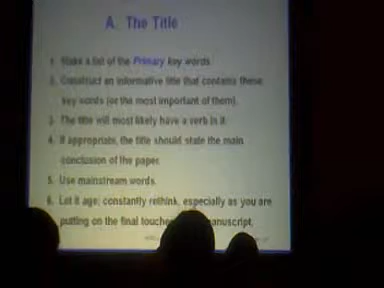 A. The Title
1. Make a list of the Primary key words.
2. Construct an informative title that contains these
key words (or the most important of them).
3. The title will most likely have a verb in it.
4. If appropriate, the title should state the main
conclusion of the paper.
5. Use mainstream words.
6. Let it age; constantly rethink, especially as you are
putting on the final touches manuscript.